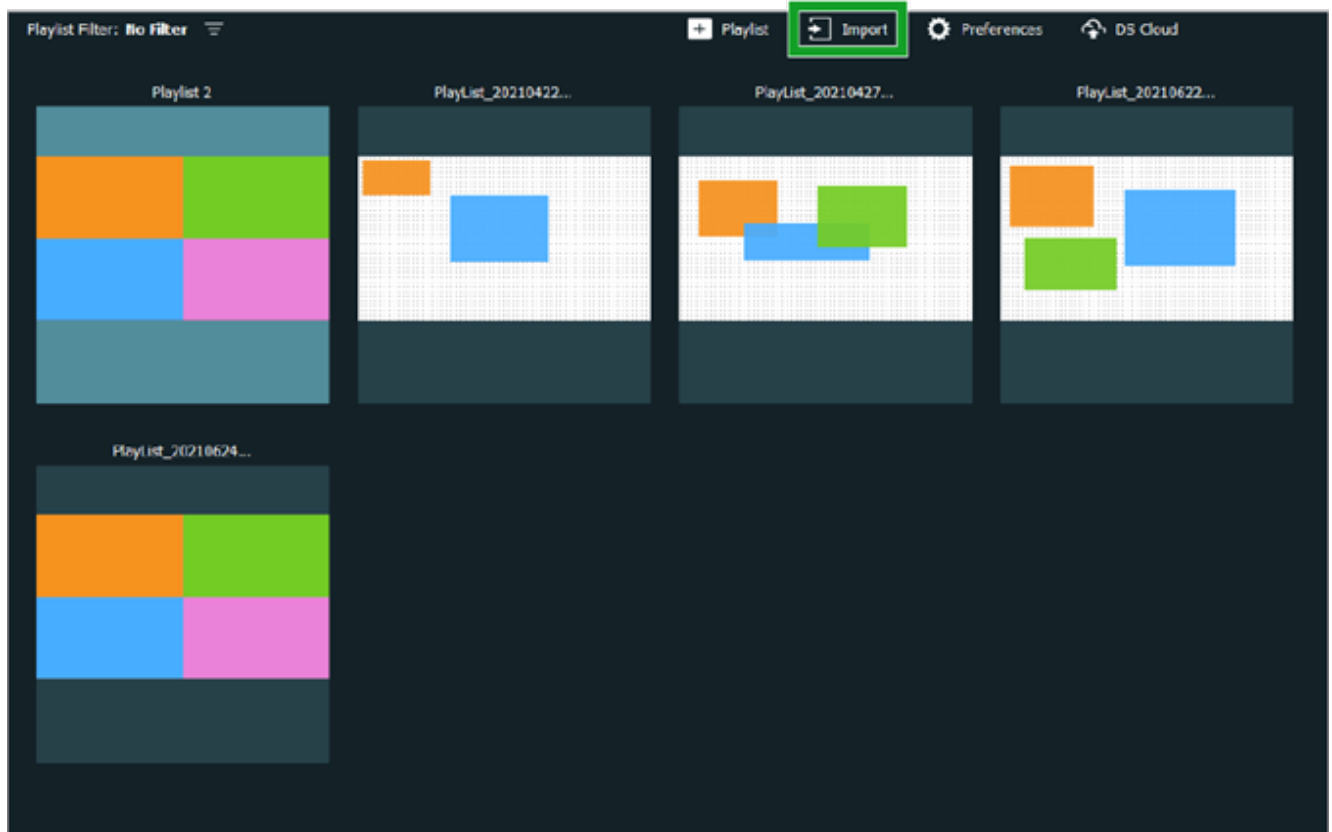 Playlist Filter: No Filter
Playlist
Import
Preferences
DS Cloud
Playlist 2
PlayList_20210422...
PlayList_20210427...
PlayList_20210622...
PlayList_20210624...